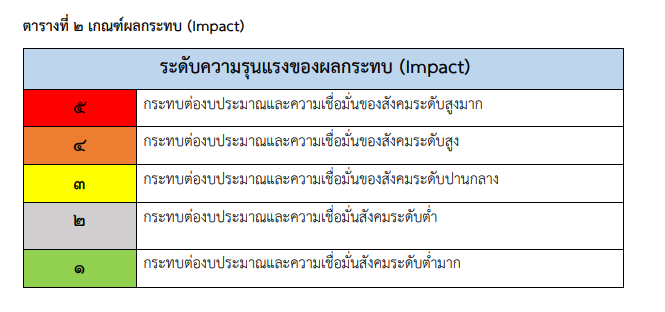 ตารางที่ ๒ เกณฑ์ผลกระทบ (Impact)
ระดับความรุนแรงของผลกระทบ (Impact)
๕ กระทบต่องบประมาณและความเชื่อมั่นของสังคมระดับสูงมาก
๔ กระทบต่องบประมาณและความเชื่อมั่นของสังคมระดับสูง
๓ กระทบต่องบประมาณและความเชื่อมั่นของสังคมระดับปานกลาง
๒ กระทบต่องบประมาณและความเชื่อมั่นสังคมระดับต่ำ
๑ กระทบต่องบประมาณและความเชื่อมั่นสังคมระดับต่ำมาก